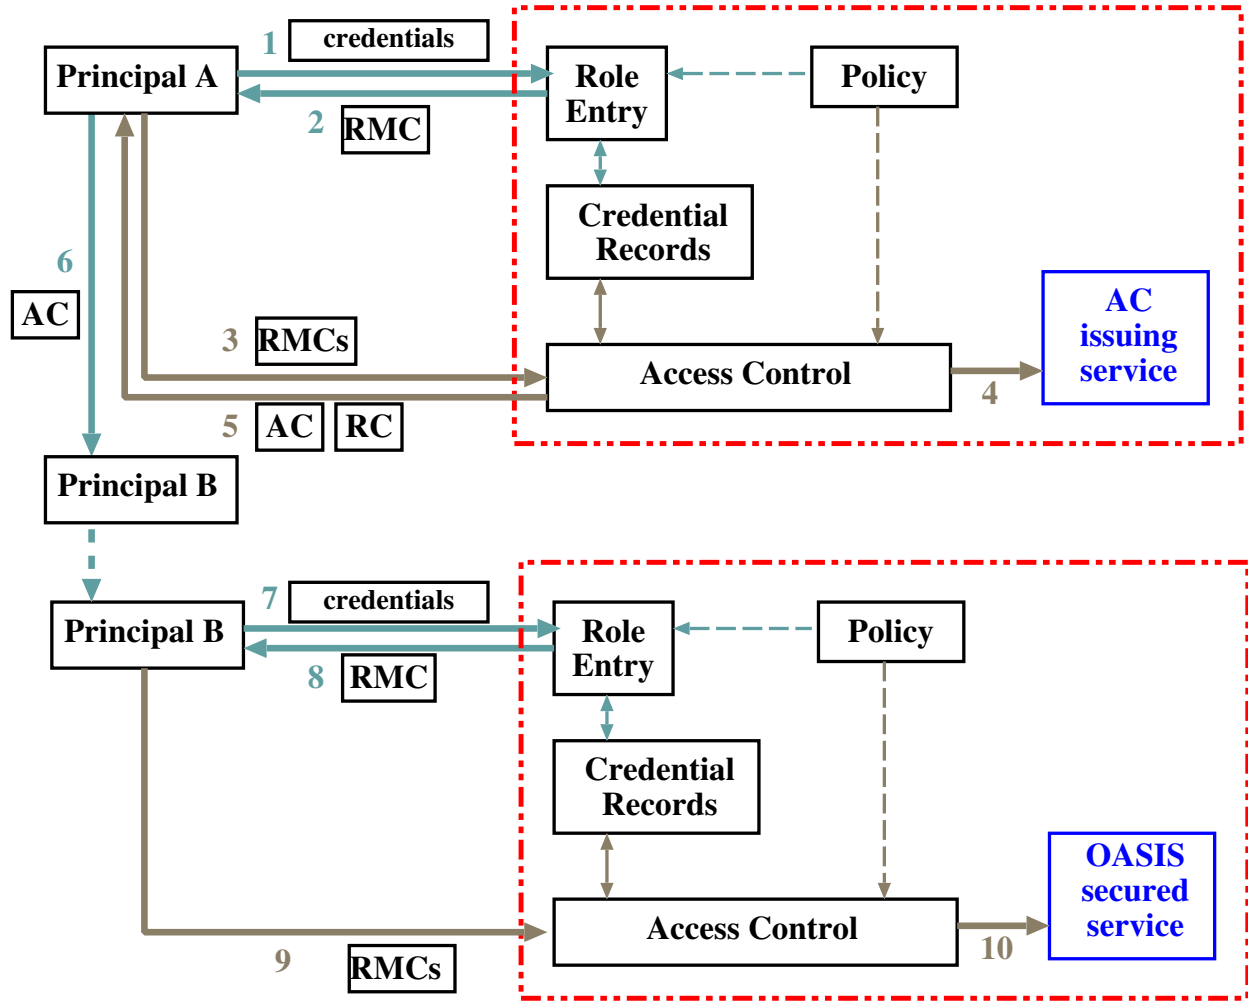 1 credentials
Principal A
Role
Entry
Policy
2 RMC
Credential
Records
6
AC
3 RMCs
Access Control
4
AC
issuing
service
5 AC RC
Principal B
7 credentials
Principal B
Role
Entry
Policy
8 RMC
Credential
Records
OASIS
secured
service
Access Control
10
9 RMCs